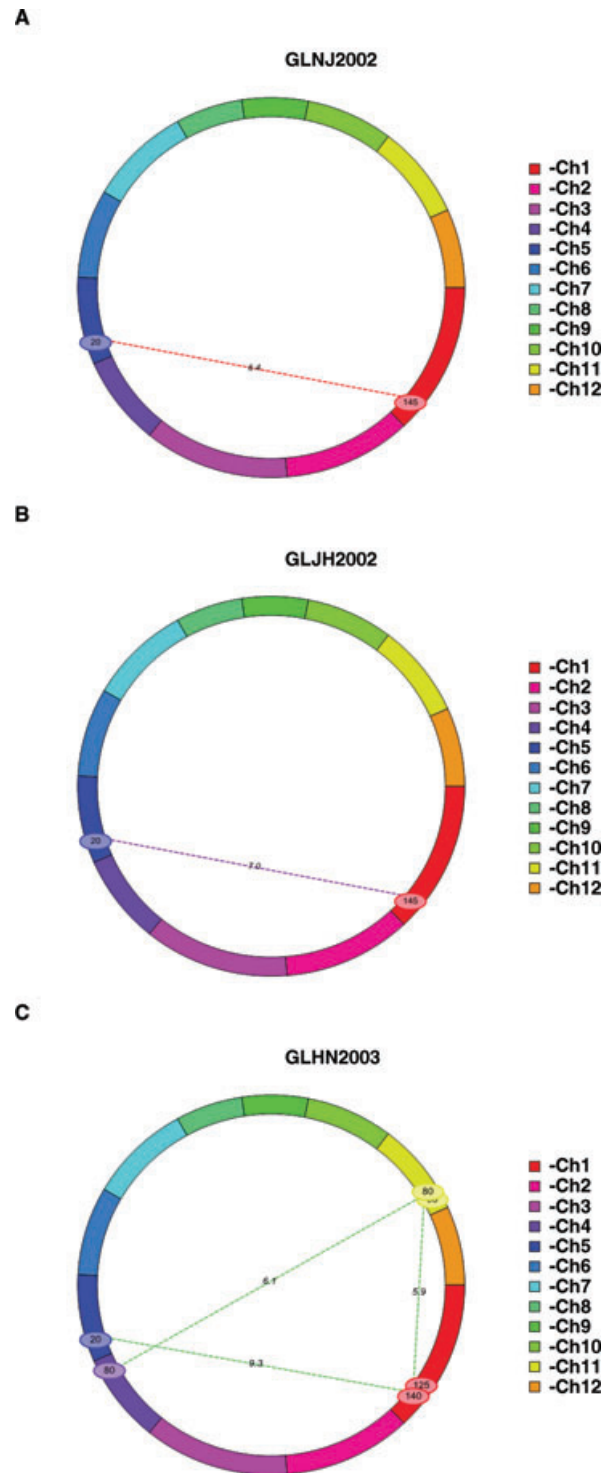 A
GLNJ2002
-Ch1
-Ch2
-Ch3
-Ch4
-Ch5
-Ch6
-Ch7
-Ch8
-Ch9
-Ch10
-Ch11
-Ch12
20
145
B
GLJH2002
-Ch1
-Ch2
-Ch3
-Ch4
-Ch5
-Ch6
-Ch7
-Ch8
-Ch9
-Ch10
-Ch11
-Ch12
20
7.0
145
C
GLHN2003
-Ch1
-Ch2
-Ch3
-Ch4
-Ch5
-Ch6
-Ch7
-Ch8
-Ch9
-Ch10
-Ch11
-Ch12
80
6.1
5.9
20
80
9.3
125
140